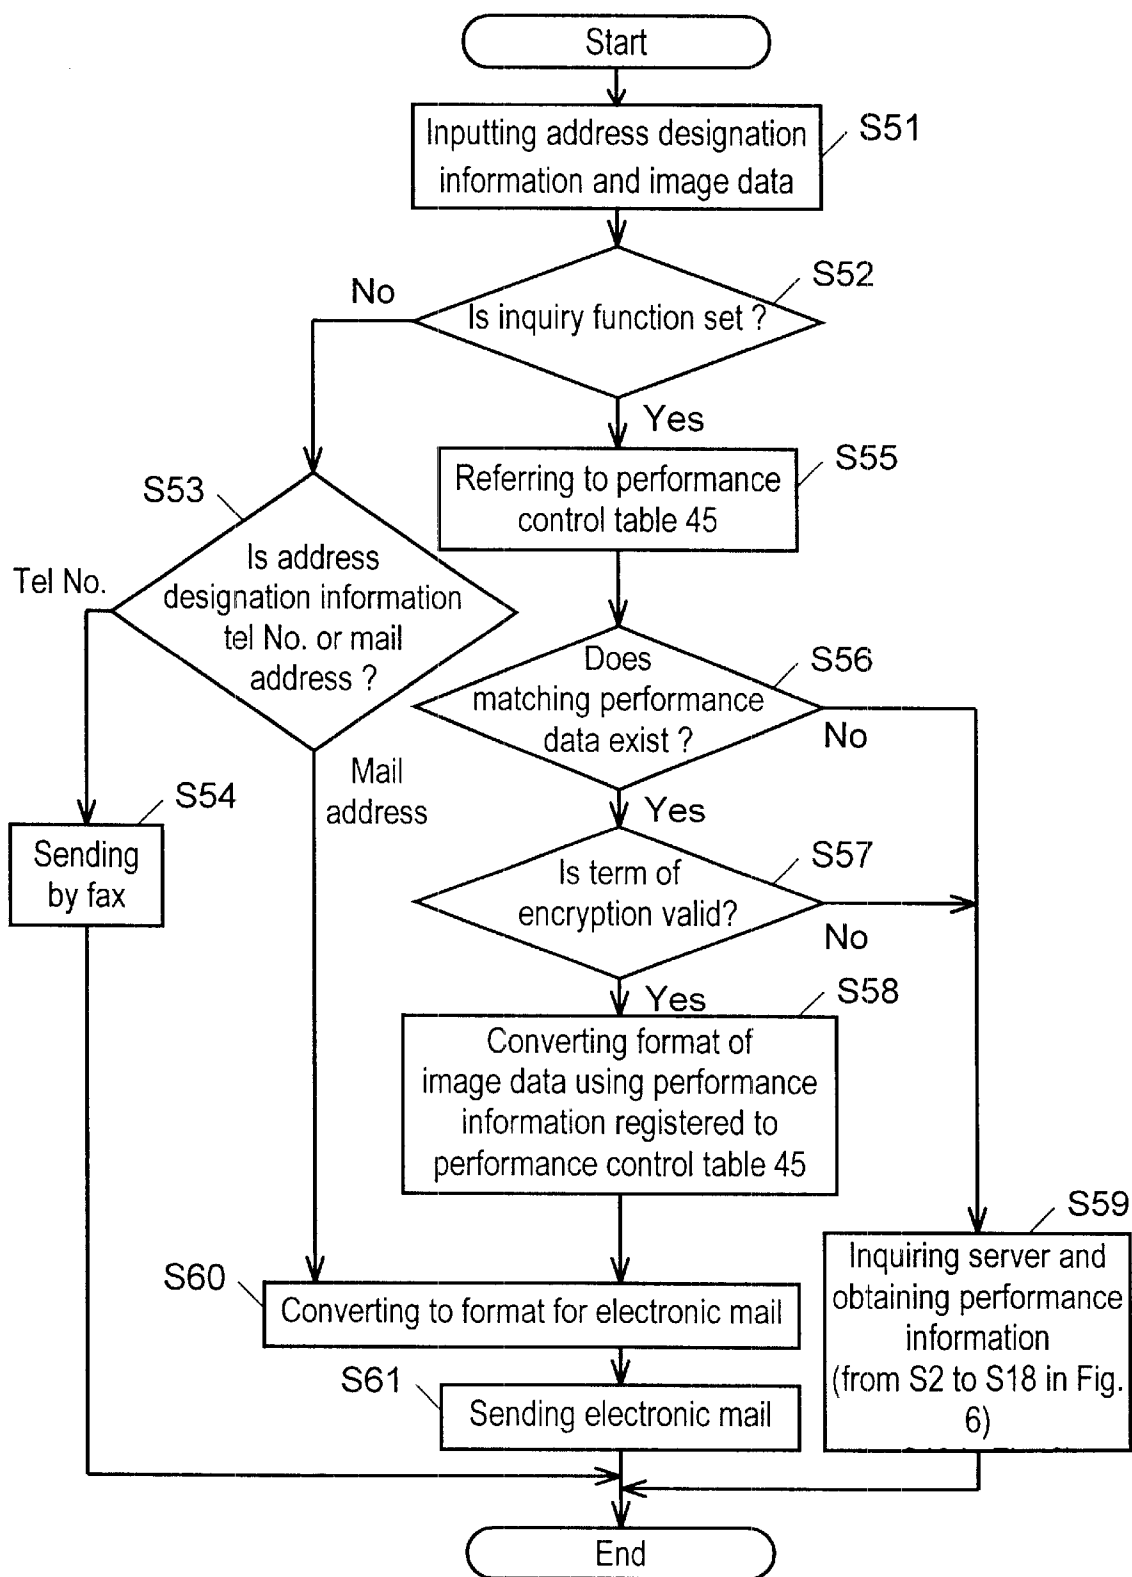 Start
Inputting address designation
information and image data
S51
S52
No
Is inquiry function set ?
Yes
S55
Referring to performance
control table 45
S53
Tel No.
Is address
designation information
tel No. or mail
address ?
S56
Does
matching performance
data exist ?
No
Mail
address
Yes
S54
Sending
by fax
S57
Is term of
encryption valid?
No
Yes
S58
Converting format of
image data using performance
information registered to
performance control table 45
S59
Inquiring server and
obtaining performance
information
(from S2 to S18 in Fig.
6)
S60
Converting to format for electronic mail
S61
Sending electronic mail
End